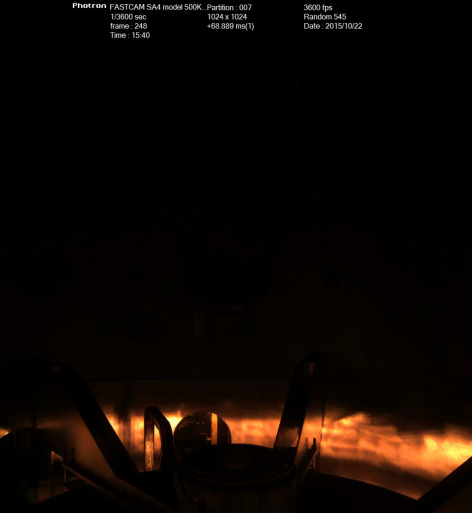 Photron FASTCAM SA4 model 500K... Partition : 007 3600 fps
1/3600 sec 1024 x 1024 Random 545
frame : 248 +68.889 ms(1) Date : 2015/10/22
Time : 15:40